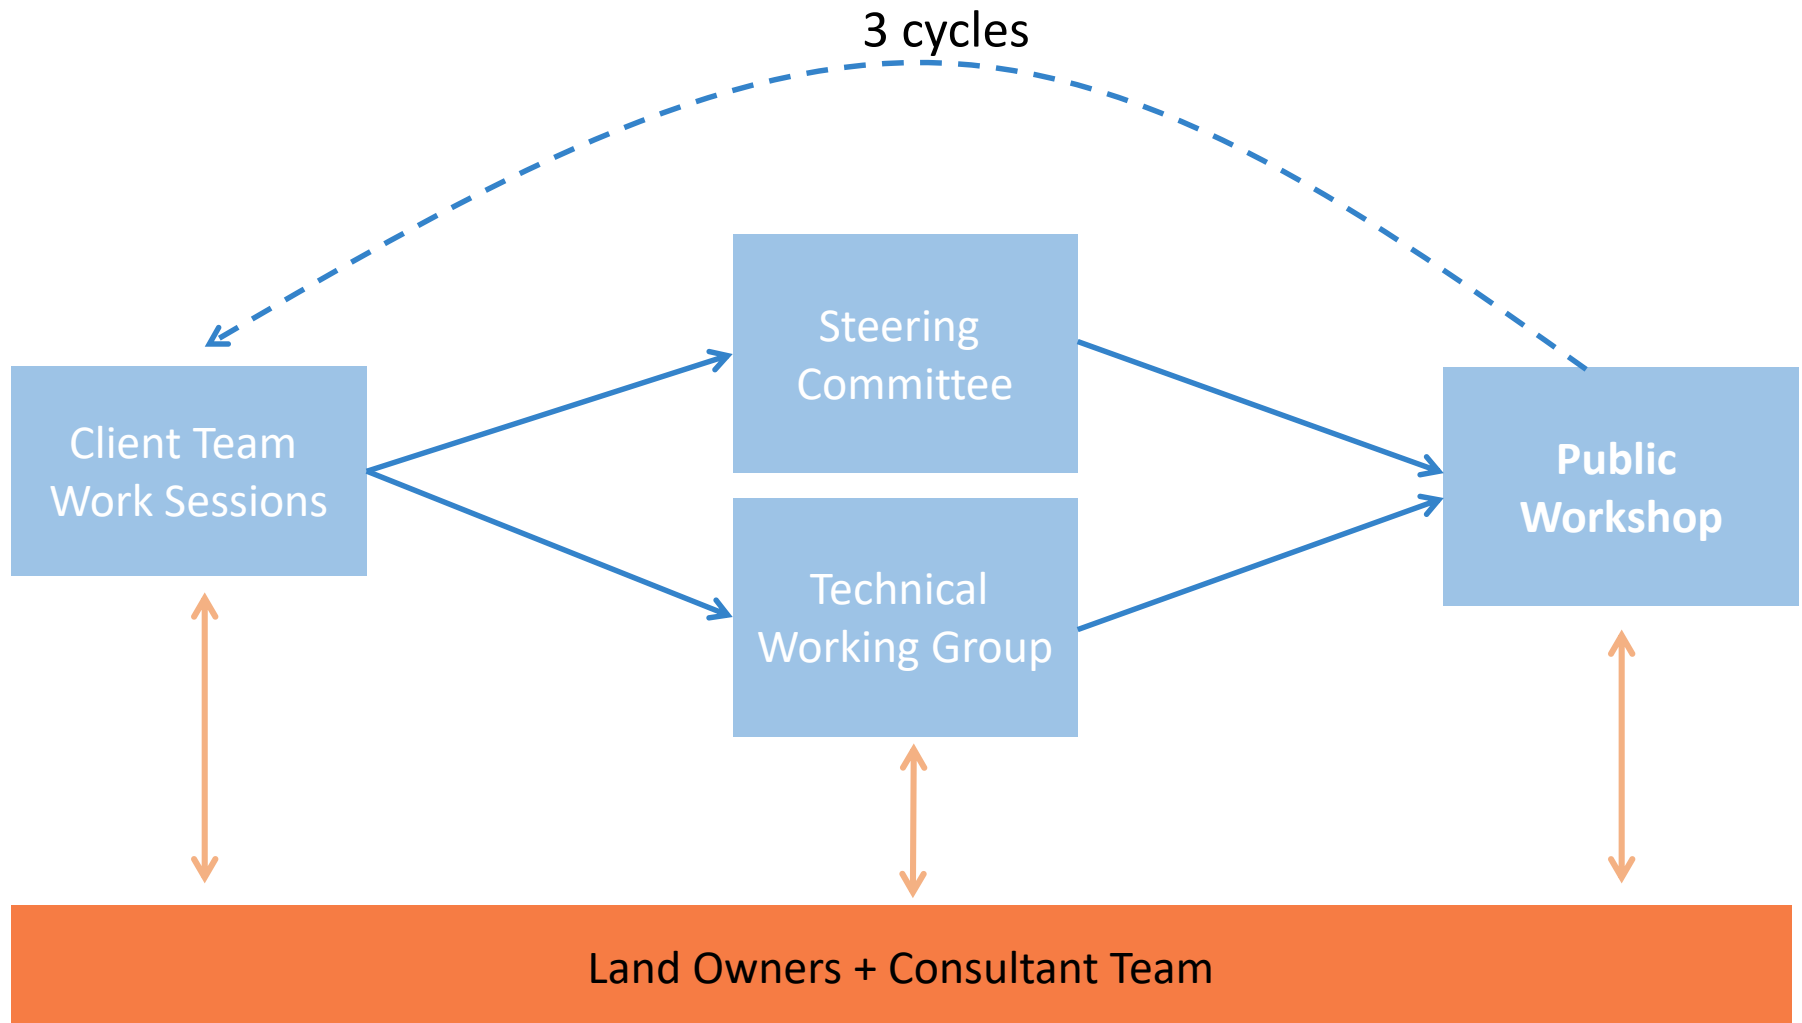 3 cycles
Steering
Committee
Client Team
Work Sessions
Public
Workshop
Technical
Working Group
Land Owners + Consultant Team